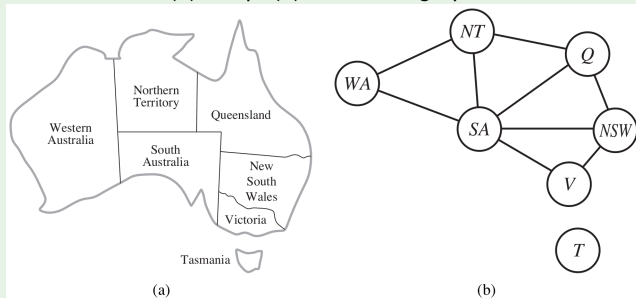 Northern
Territory
Western
Australia
Queensland
South
Australia
New
South
Wales
Victoria
Tasmania
(a)
NT
Q
WA
SA
NSW
V
T
(b)